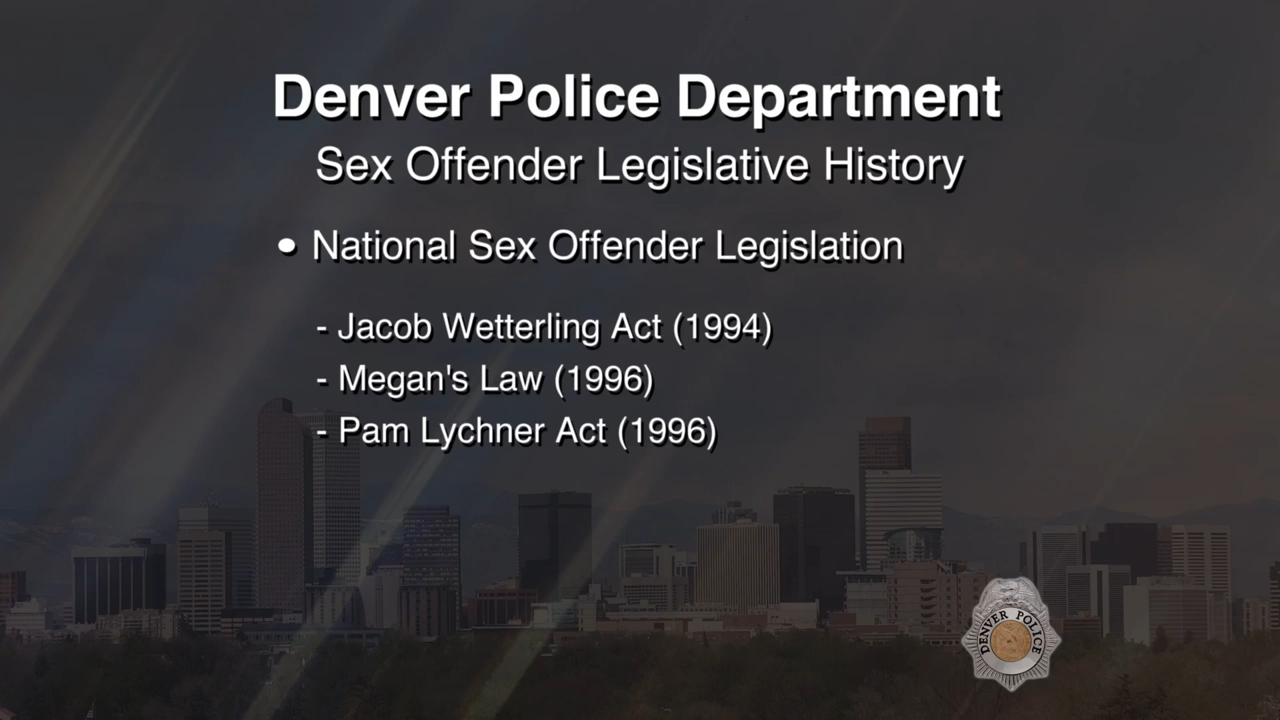 Denver Police Department
Sex Offender Legislative History
• National Sex Offender Legislation
- Jacob Wetterling Act (1994)
- Megan's Law (1996)
- Pam Lychner Act (1996)
DENVER POLICE